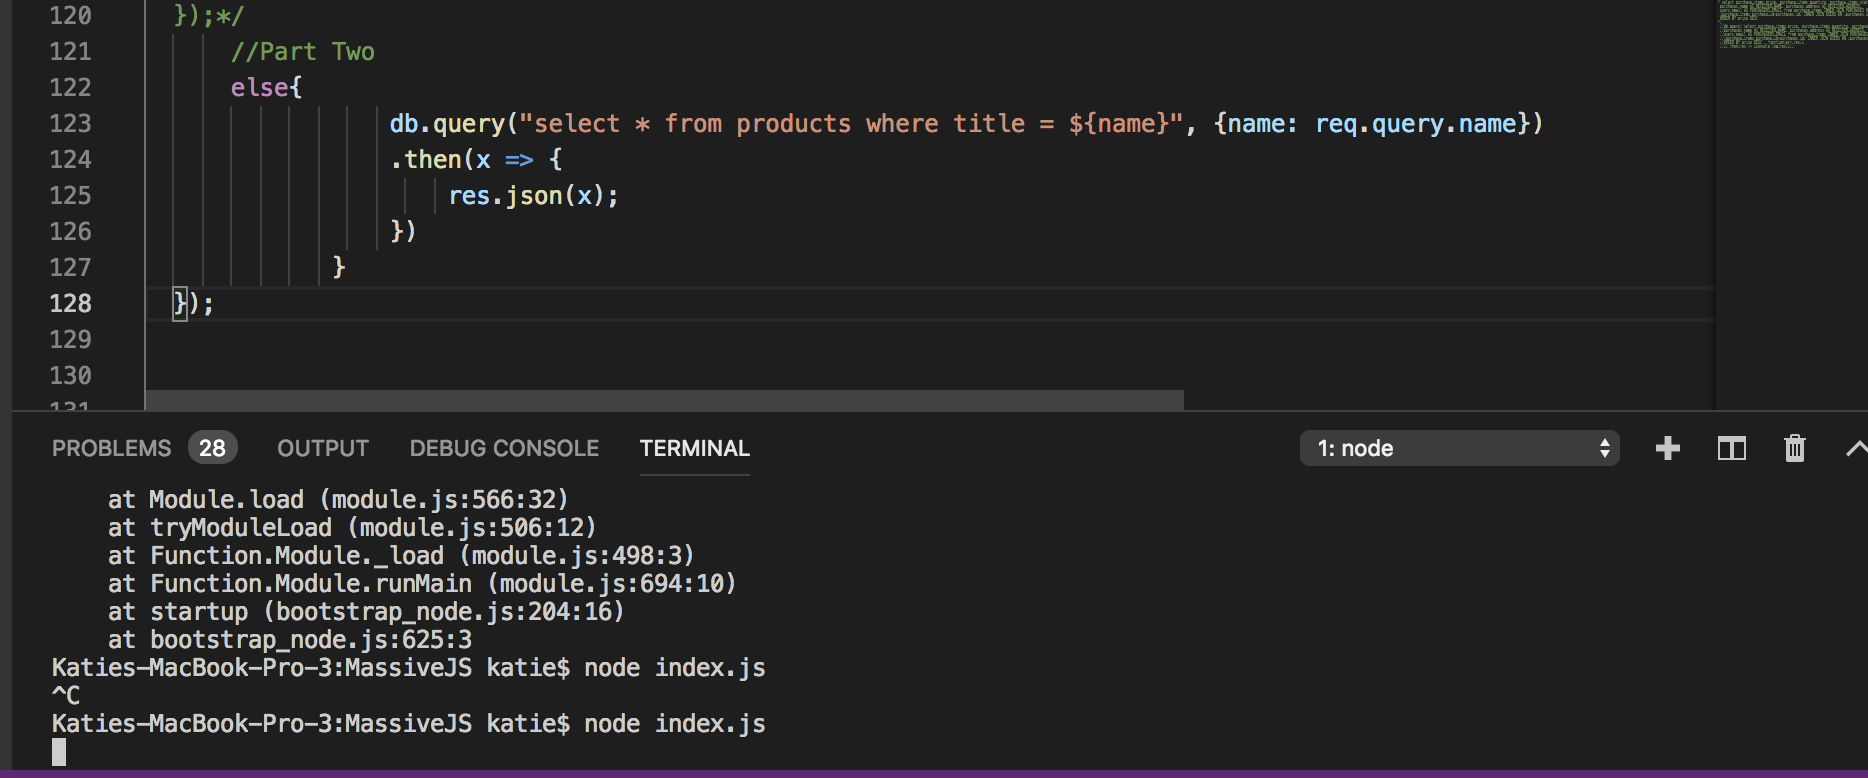 120 });*/
121 //Part Two
122 else{
123 db.query("select * from products where title = ${name}", {name: req.query.name})
124 .then(x => {
125 res.json(x);
126 })
127 }
128 });
129
130
131
PROBLEMS 28 OUTPUT DEBUG CONSOLE TERMINAL 1: node
at Module.load (module.js:566:32)
at tryModuleLoad (module.js:506:12)
at Function.Module._load (module.js:498:3)
at Function.Module.runMain (module.js:694:10)
at startup (bootstrap_node.js:204:16)
at bootstrap_node.js:625:3
Katies-MacBook-Pro-3:MassiveJS katie$ node index.js
^C
Katies-MacBook-Pro-3:MassiveJS katie$ node index.js